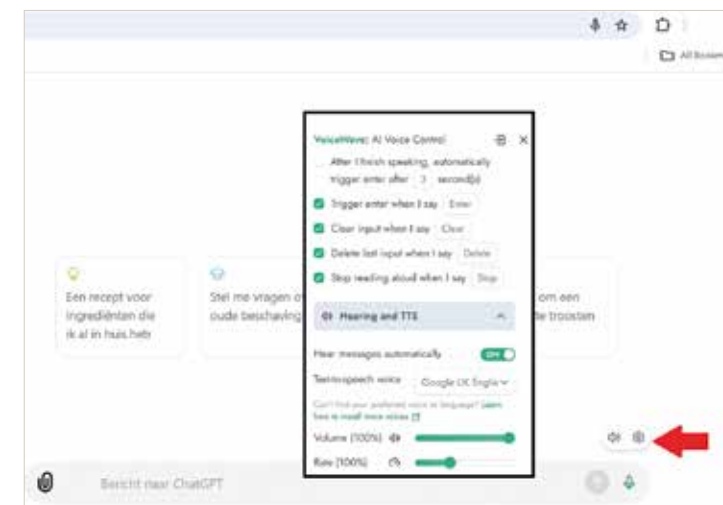 All Bookm
VoiceWave: AI Voice Control
After I finish speaking, automatically
trigger enter after 3 second(s)
Trigger enter when I say Enter
Clear input when I say Clear
Delete last input when I say Delete
Stop reading aloud when I say Stop
Een recept voor
ingrediënten die
ik al in huis heb
Stel me vragen o
oude beschaving
om een
te troosten
Hearing and TTS
Hear messages automatically ON
Text-to-speech voice Google UK Englis
Can't find your preferred voice or language? Learn
how to install more voices
Volume (100%)
Rate (100%)
Bericht naar ChatGPT